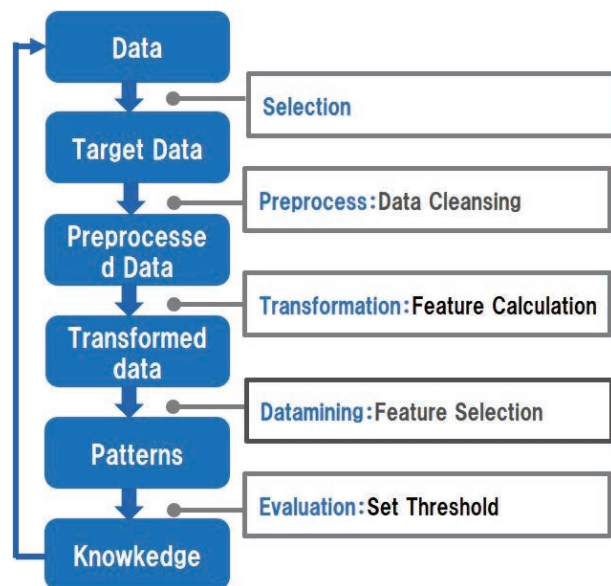 Data
Selection
Target Data
Preprocess:Data Cleansing
Preprocesse
d Data
Transformation:Feature Calculation
Transformed
data
Datamining:Feature Selection
Patterns
Evaluation:Set Threshold
Knowkedge